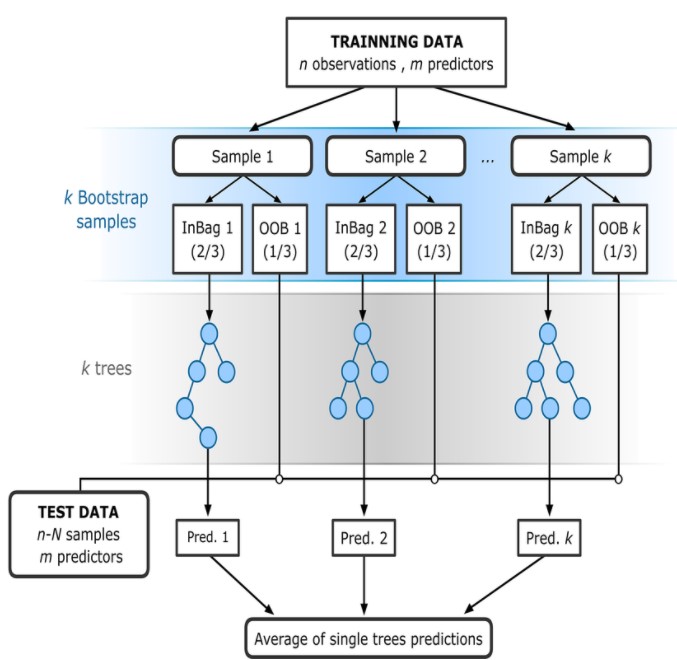 TRAINNING DATA
n observations , m predictors
Sample 1
Sample 2
...
Sample k
k Bootstrap
samples
InBag 1
(2/3)
OOB 1
(1/3)
InBag 2
(2/3)
OOB 2
(1/3)
InBag k
(2/3)
OOB k
(1/3)
k trees
TEST DATA
n-N samples
m predictors
Pred. 1
Pred. 2
Pred. k
Average of single trees predictions